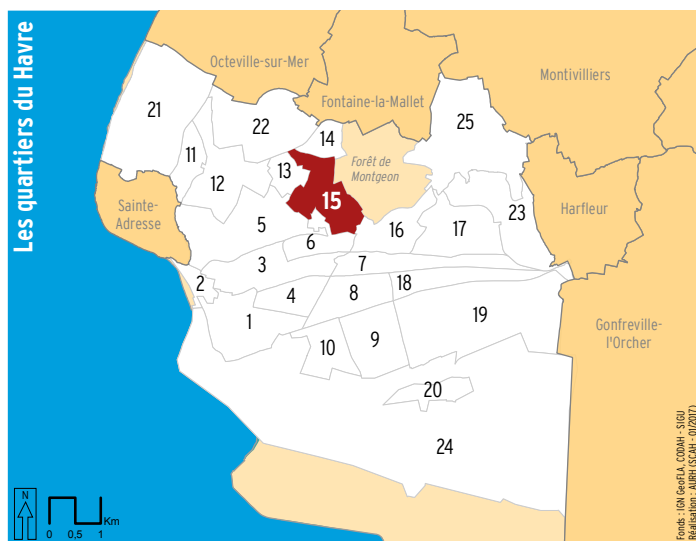 Les quartiers du Havre
Octeville-sur-Mer
Montivilliers
Fontaine-la-Mallet
21
22
25
14
11
Forêt de
Montgeon
13
12
15
Sainte-
Adresse
23
Harfleur
5
16
17
6
3
7
2
18
4
8
1
19
Gonfreville-
l'Orcher
10
9
20
24
N
0 0,5 1 Km
Fonds : IGN GeoFLA, CODAH - SIGU
Réalisation : AURH (SCAH - 01/2017)